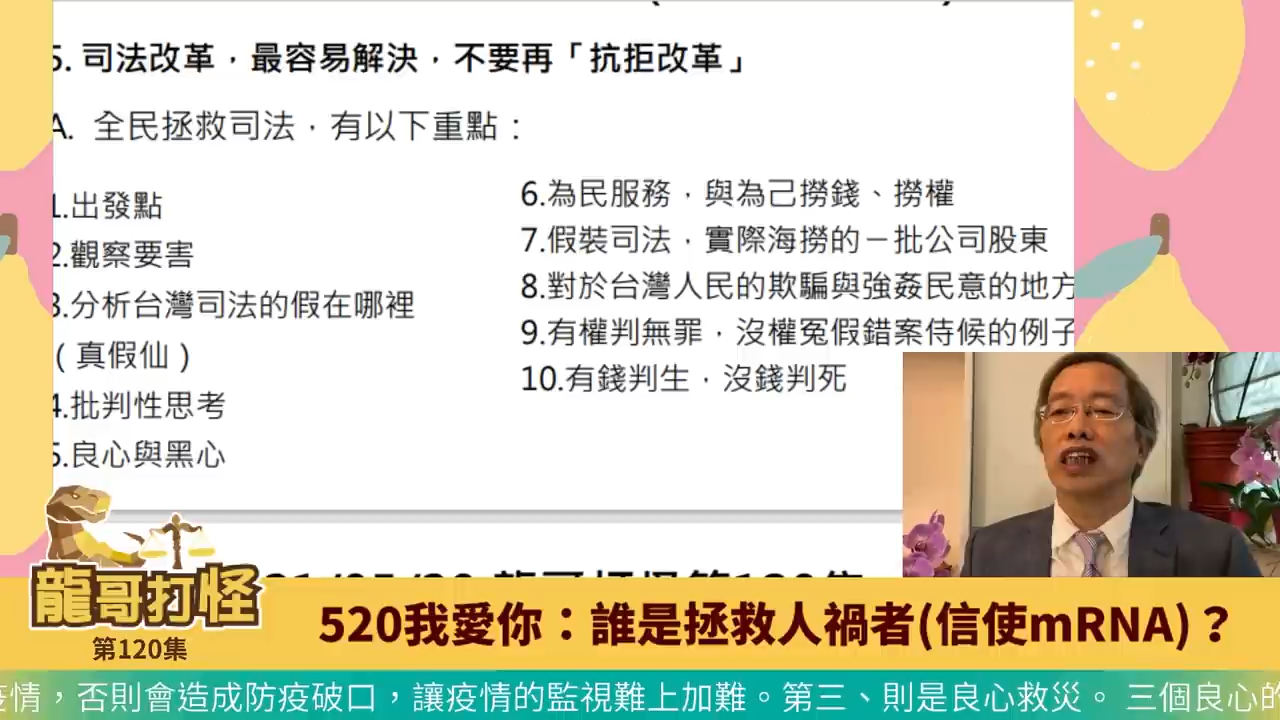 5. 司法改革，最容易解決，不要再「抗拒改革」
A. 全民拯救司法，有以下重點：
1.出發點
2.觀察要害
3.分析台灣司法的假在哪裡
（真假仙）
4.批判性思考
5.良心與黑心
6.為民服務，與為己撈錢、撈權
7.假裝司法，實際海撈的一批公司股東
8.對於台灣人民的欺騙與強姦民意的地方
9.有權判無罪，沒權冤假錯案侍候的例子
10.有錢判生，沒錢判死
龍哥打怪
第120集
520我愛你：誰是拯救人禍者(信使mRNA)？
疫情，否則會造成防疫破口，讓疫情的監視難上加難。第三、則是良心救災。 三個良心的